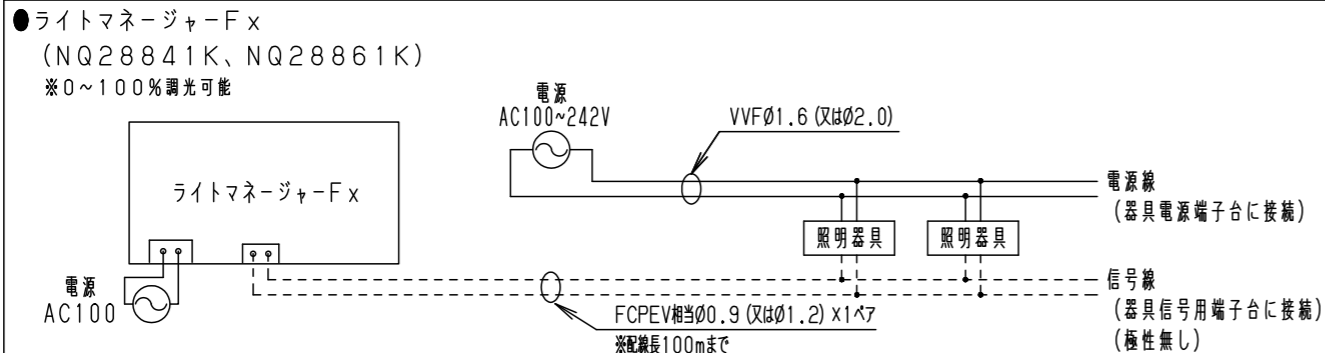 ●ライトマネージャーFx
(NQ28841K、NQ28861K)
※0~100%調光可能
電源
AC100~242V
VVFØ1.6(又はØ2.0)
ライトマネージャーFx
電源線
(器具電源端子台に接続)
照明器具
照明器具
電源
AC100
信号線
(器具信号用端子台に接続)
(極性無し)
FCPEV相当Ø0.9(又はØ1.2)×1ペア
※配線長100mまで